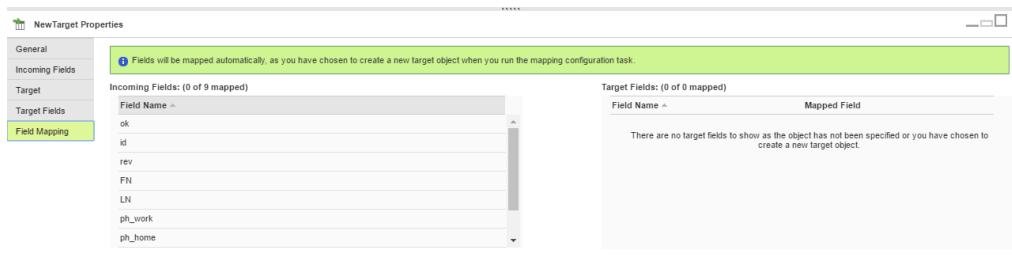 NewTarget Properties
General
Incoming Fields
Target
Target Fields
Field Mapping
Fields will be mapped automatically, as you have chosen to create a new target object when you run the mapping configuration task.
Incoming Fields: (0 of 9 mapped)
Field Name
ok
id
rev
FN
LN
ph_work
ph_home
Target Fields: (0 of 0 mapped)
Field Name Mapped Field
There are no target fields to show as the object has not been specified or you have chosen to
create a new target object.